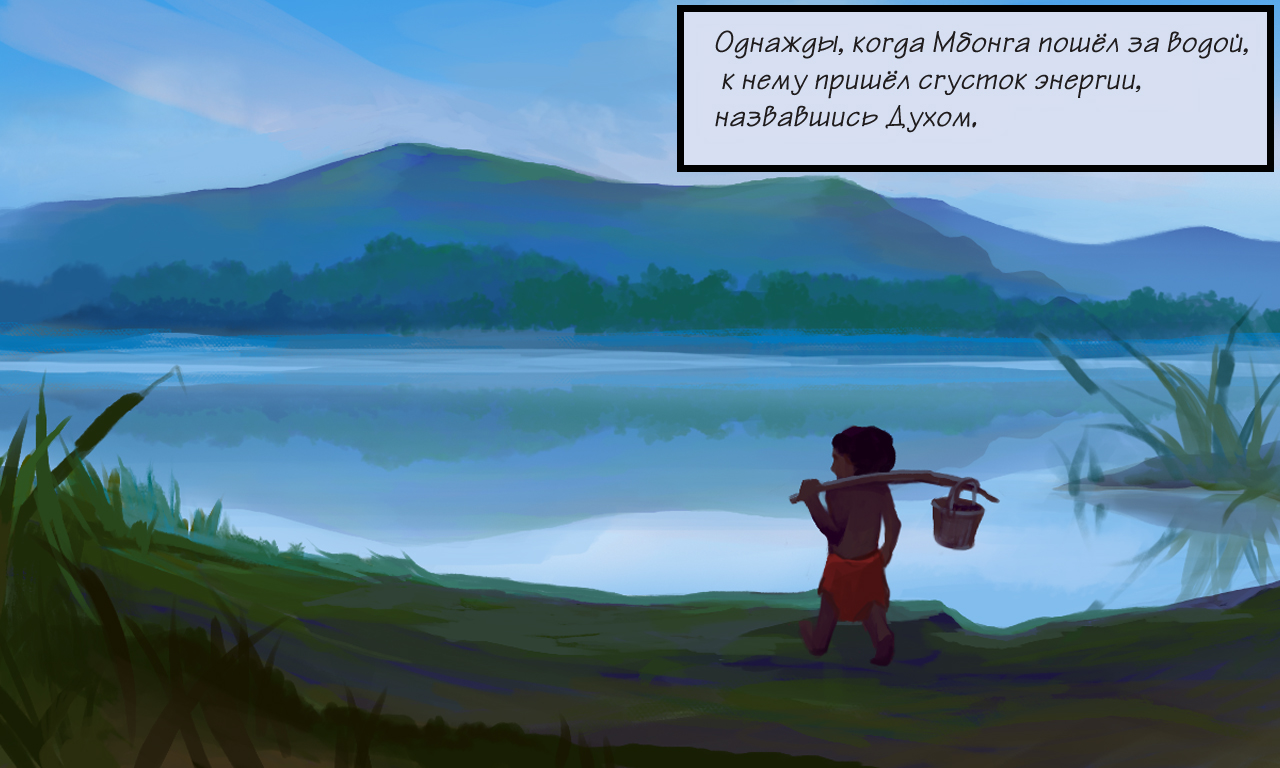 Однажды, когда Мбонга пошёл за водой,
к нему пришёл сгусток энергии,
назвавшись Духом.